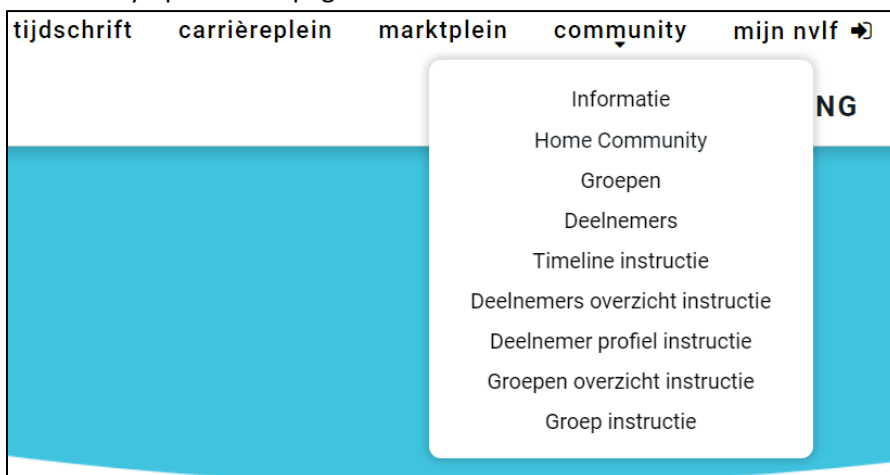 tijdschrift carrièreplein marktplein community mijn nvlf
Informatie
NG
Home Community
Groepen
Deelnemers
Timeline instructie
Deelnemers overzicht instructie
Deelnemer profiel instructie
Groepen overzicht instructie
Groep instructie